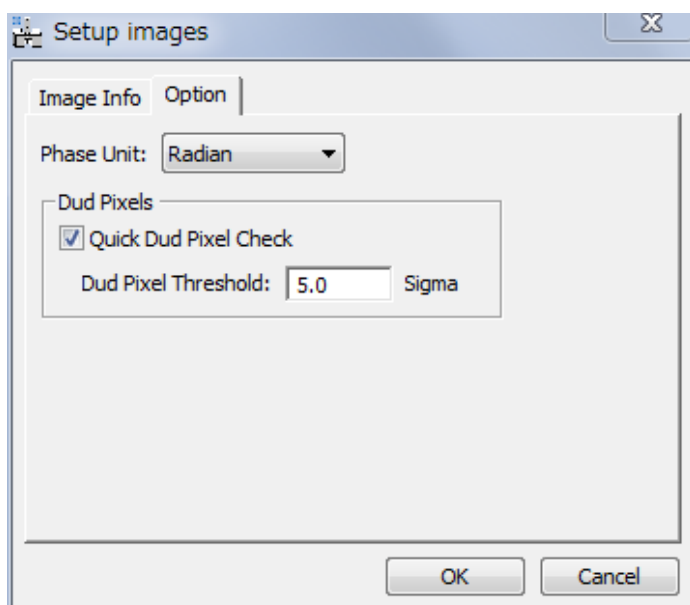 Setup images
Image Info Option
Phase Unit: Radian
Dud Pixels
Quick Dud Pixel Check
Dud Pixel Threshold: 5.0 Sigma
OK Cancel